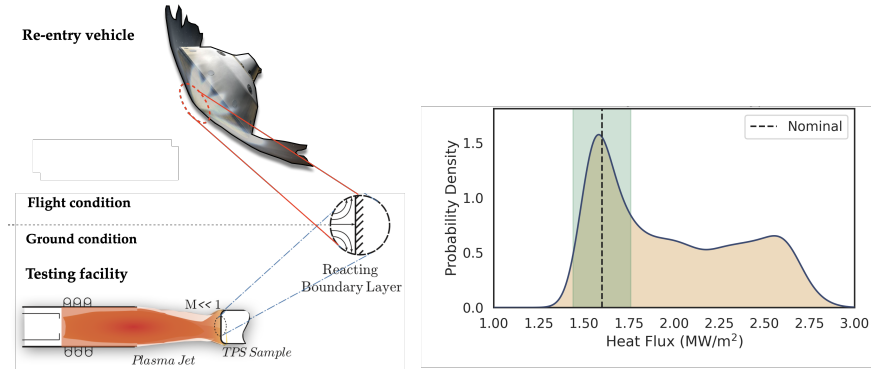 Re-entry vehicle
Flight condition
Ground condition
Testing facility
Reacting
Boundary Layer
M<< 1
Plasma Jet
TPS Sample
Nominal
Probability Density
1.5
1.0
0.5
0.0
1.00 1.25 1.50 1.75 2.00 2.25 2.50 2.75 3.00
Heat Flux (MW/m²)